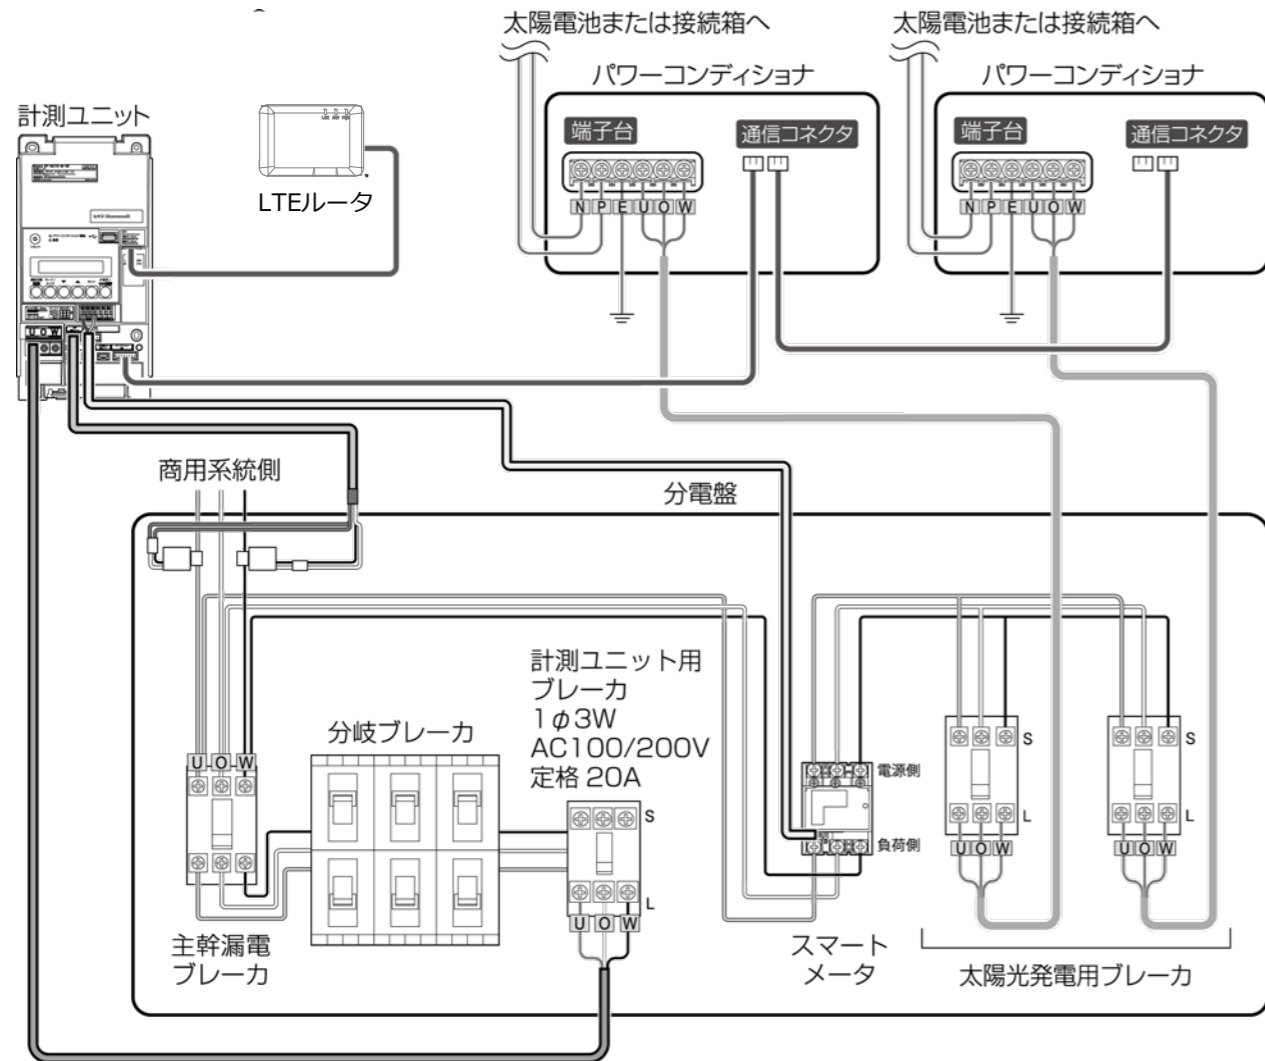 太陽電池または接続箱へ
太陽電池または接続箱へ
パワーコンディショナ
パワーコンディショナ
計測ユニット
端子台
通信コネクタ
端子台
通信コネクタ
LTEルータ
N P E U O W
N P E U O W
U O W
商用系統側
分電盤
計測ユニット用
ブレーカ
1φ3W
AC100/200V
定格 20A
分岐ブレーカ
U O W
電源側
負荷側
S
L
U O W
S
L
U O W
S
L
U O W
主幹漏電
ブレーカ
スマート
メータ
太陽光発電用ブレーカ